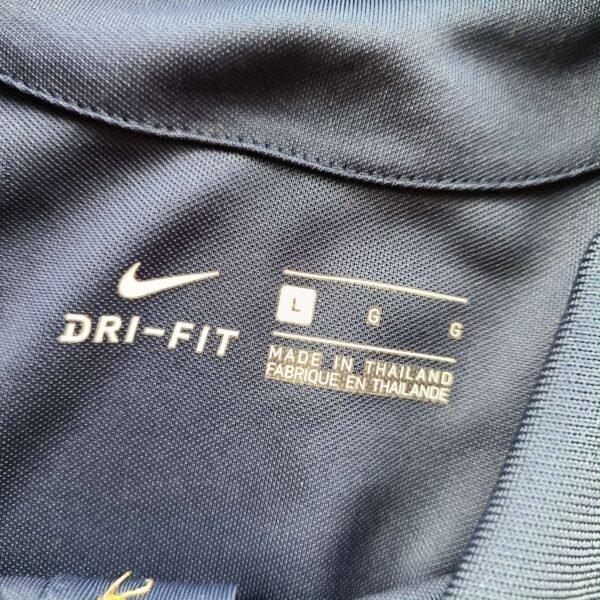 DRI-FIT
L G G
MADE IN THAILAND
FABRIQUE EN THAILANDE